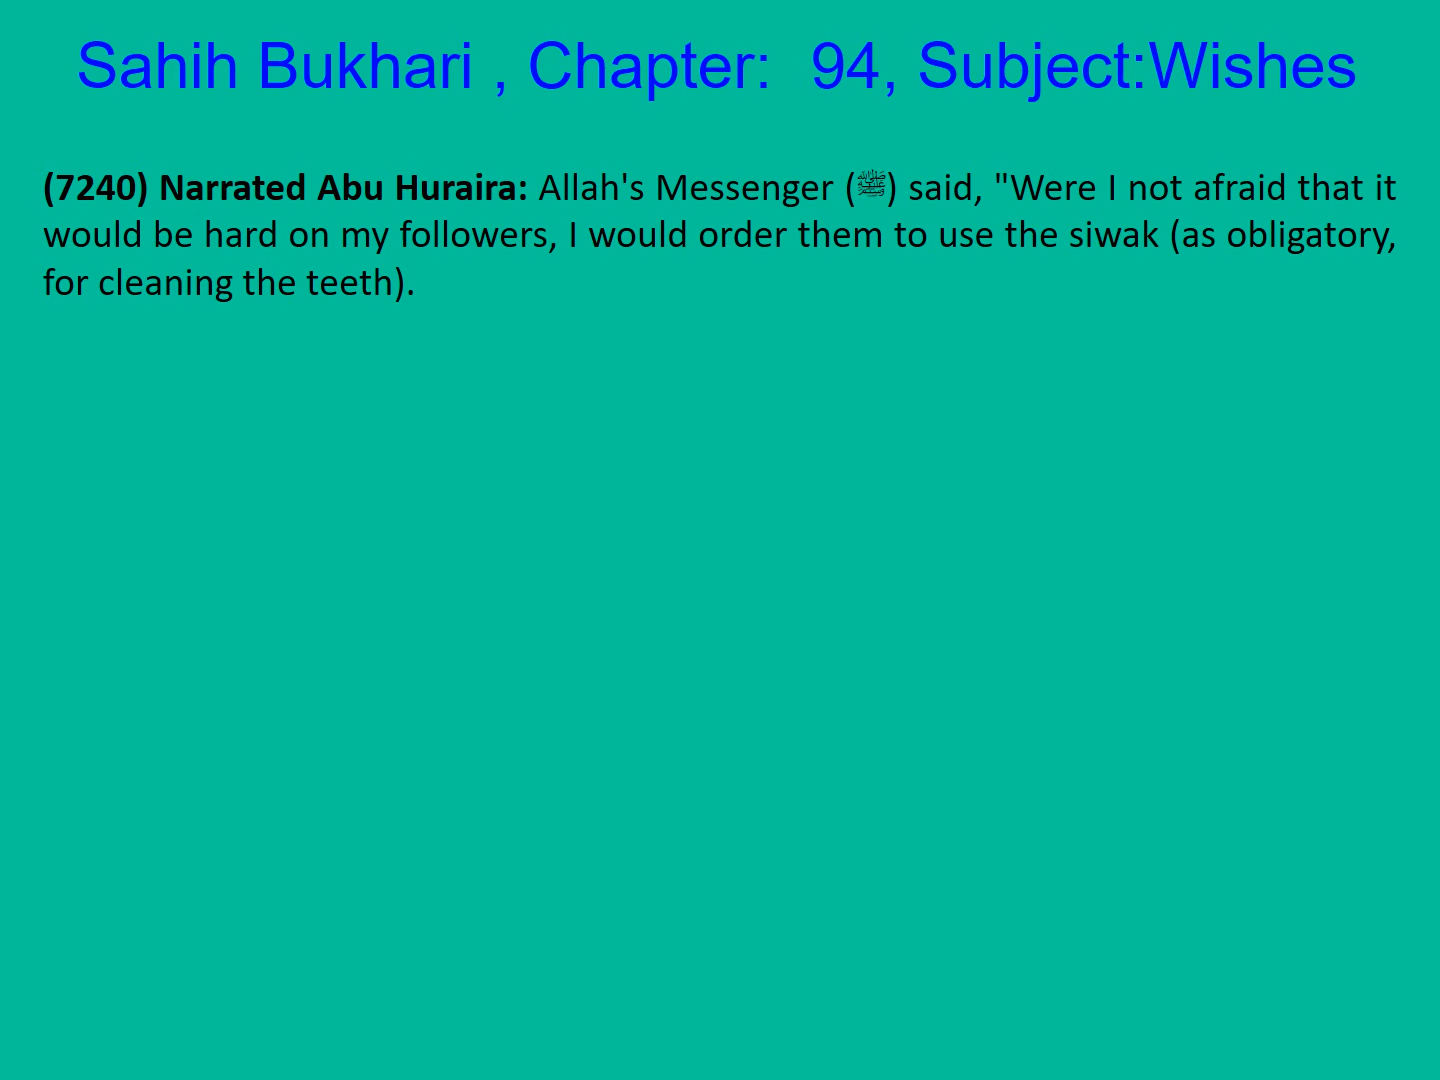 Sahih Bukhari , Chapter:  94, Subject:Wishes
(7240) Narrated Abu Huraira: Allah's Messenger (ﷺ) said, "Were I not afraid that it
would be hard on my followers, I would order them to use the siwak (as obligatory,
for cleaning the teeth).